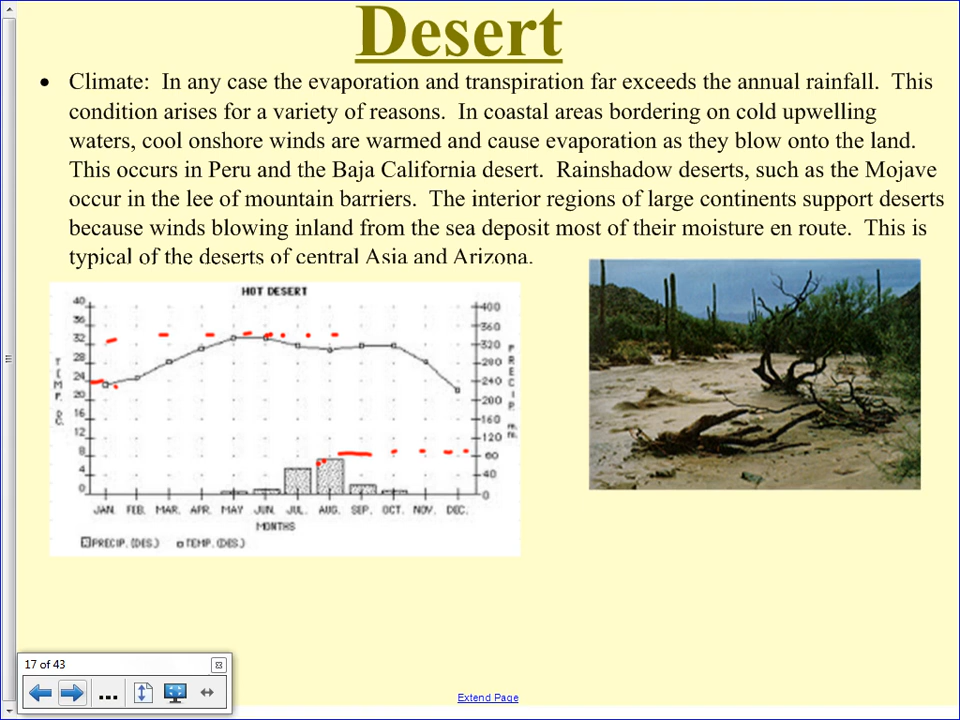 Desert
• Climate: In any case the evaporation and transpiration far exceeds the annual rainfall. This
condition arises for a variety of reasons. In coastal areas bordering on cold upwelling
waters, cool onshore winds are warmed and cause evaporation as they blow onto the land.
This occurs in Peru and the Baja California desert. Rainshadow deserts, such as the Mojave
occur in the lee of mountain barriers. The interior regions of large continents support deserts
because winds blowing inland from the sea deposit most of their moisture en route. This is
typical of the deserts of central Asia and Arizona.
HOT DESERT
40 400
36 360
32 320
28 280
24 240
20 200
16 160
12 120
8 80
4 40
0 0
TEMP. OC.
PRECIP. mm.
JAN. FEB. MAR. APR. MAY JUN. JUL. AUG. SEP. OCT. NOV. DEC.
MONTHS
PRECIP. (DES.) TEMP. (DES.)
17 of 43
...
Extend Page